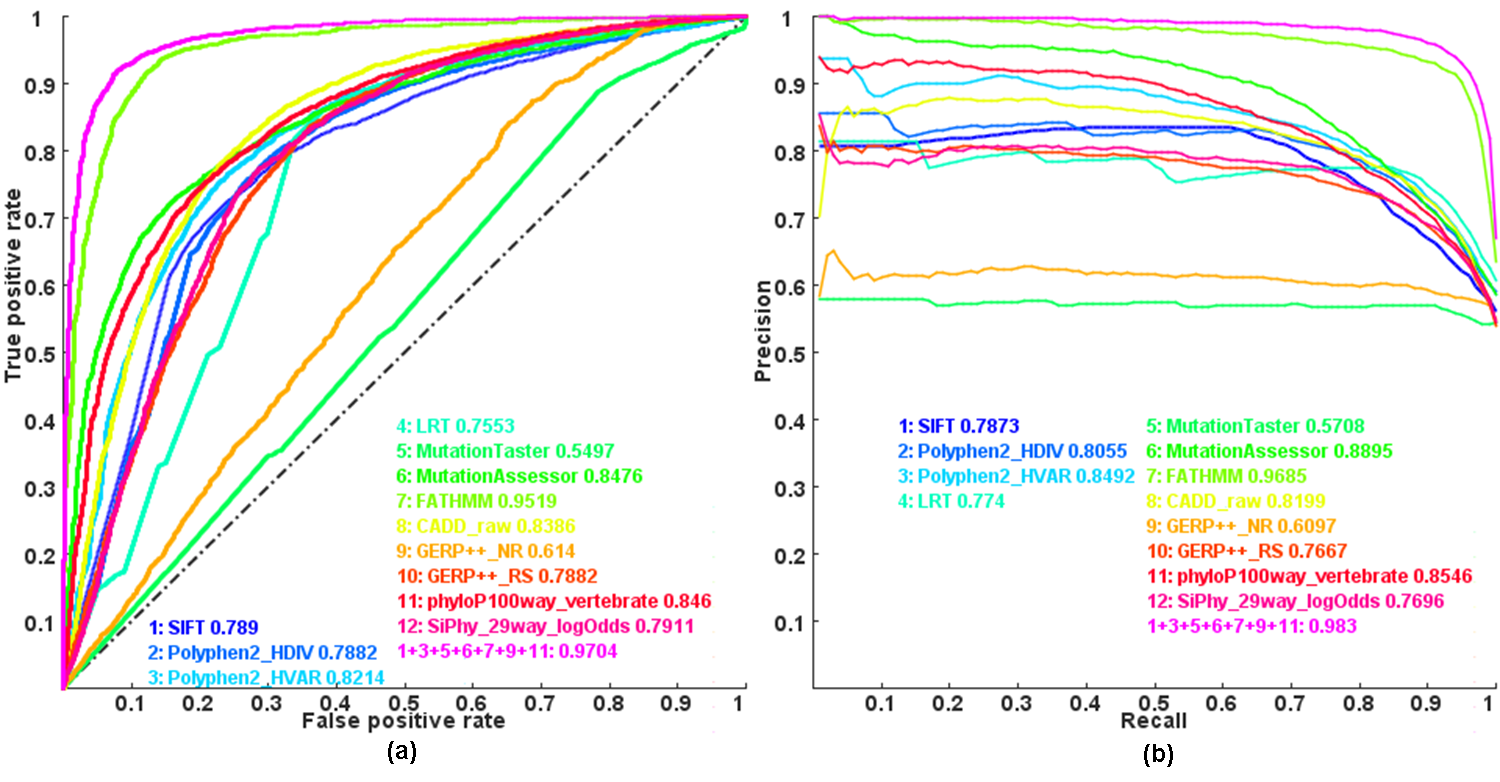 1
0.9
0.8
0.7
0.6
0.5
0.4
0.3
0.2
0.1
True positive rate
4: LRT 0.7553
5: MutationTaster 0.5497
6: MutationAssessor 0.8476
7: FATHMM 0.9519
8: CADD_raw 0.8386
9: GERP++_NR 0.614
10: GERP++_RS 0.7882
11: phyloP100way_vertebrate 0.846
12: SiPhy_29way_logOdds 0.7911
1+3+5+6+7+9+11: 0.9704
1: SIFT 0.789
2: Polyphen2_HDIV 0.7882
3: Polyphen2_HVAR 0.8214
0.1 0.2 0.3 0.4 0.5 0.6 0.7 0.8 0.9 1
False positive rate
(a)
1
0.9
0.8
0.7
0.6
0.5
0.4
0.3
0.2
0.1
Precision
1: SIFT 0.7873
2: Polyphen2_HDIV 0.8055
3: Polyphen2_HVAR 0.8492
4: LRT 0.774
5: MutationTaster 0.5708
6: MutationAssessor 0.8895
7: FATHMM 0.9685
8: CADD_raw 0.8199
9: GERP++_NR 0.6097
10: GERP++_RS 0.7667
11: phyloP100way_vertebrate 0.8546
12: SiPhy_29way_logOdds 0.7696
1+3+5+6+7+9+11: 0.983
0.1 0.2 0.3 0.4 0.5 0.6 0.7 0.8 0.9 1
Recall
(b)